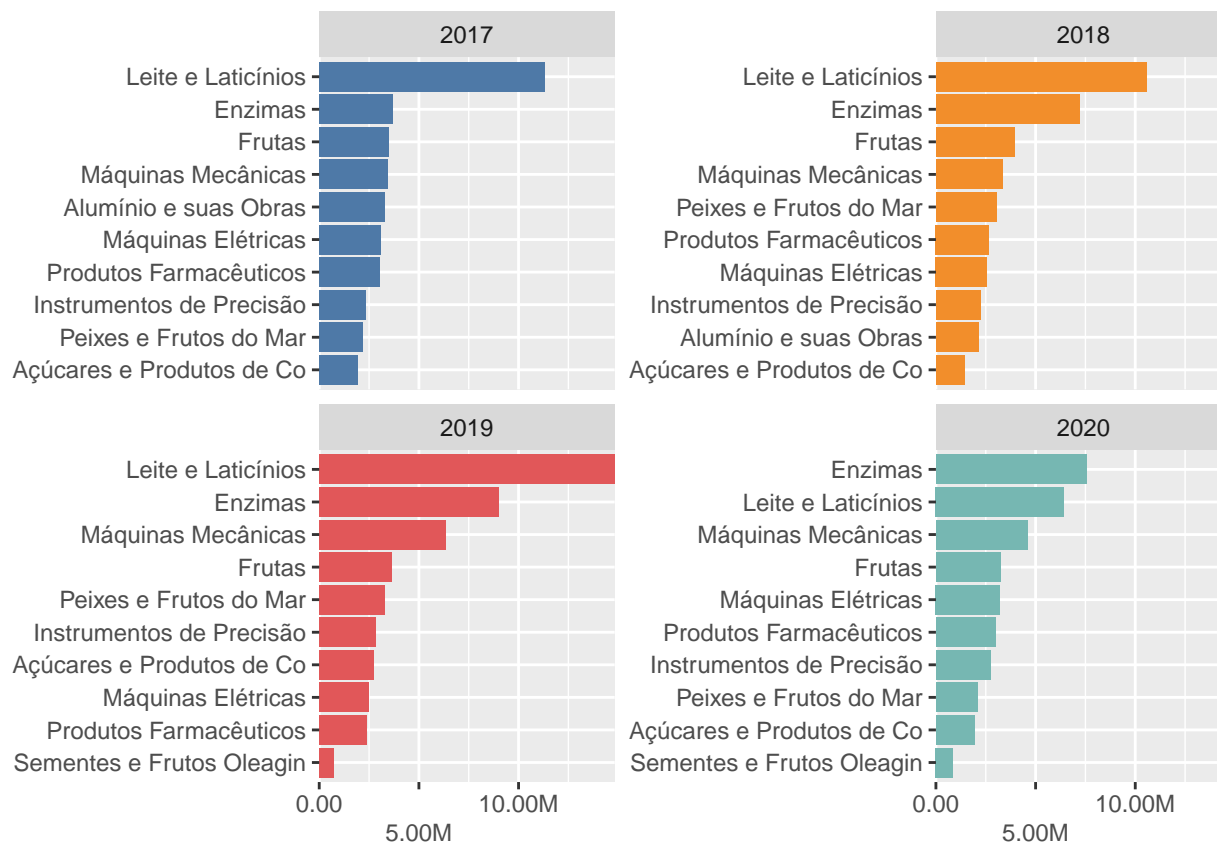 2017
Leite e Laticínios
Enzimas
Frutas
Máquinas Mecânicas
Alumínio e suas Obras
Máquinas Elétricas
Produtos Farmacêuticos
Instrumentos de Precisão
Peixes e Frutos do Mar
Açúcares e Produtos de Co
2018
Leite e Laticínios
Enzimas
Frutas
Máquinas Mecânicas
Peixes e Frutos do Mar
Produtos Farmacêuticos
Máquinas Elétricas
Instrumentos de Precisão
Alumínio e suas Obras
Açúcares e Produtos de Co
2019
Leite e Laticínios
Enzimas
Máquinas Mecânicas
Frutas
Peixes e Frutos do Mar
Instrumentos de Precisão
Açúcares e Produtos de Co
Máquinas Elétricas
Produtos Farmacêuticos
Sementes e Frutos Oleagin
0.00 10.00M
5.00M
2020
Enzimas
Leite e Laticínios
Máquinas Mecânicas
Frutas
Máquinas Elétricas
Produtos Farmacêuticos
Instrumentos de Precisão
Peixes e Frutos do Mar
Açúcares e Produtos de Co
Sementes e Frutos Oleagin
0.00 10.00M
5.00M